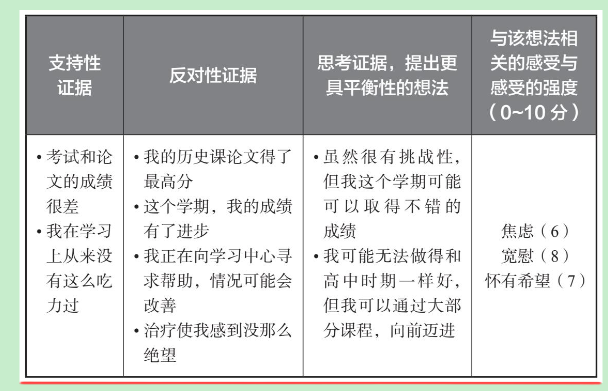 支持性
证据
反对性证据
思考证据，提出更
具平衡性的想法
与该想法相
关的感受与
感受的强度
（0~10 分）
• 考试和论
文的成绩
很差
• 我在学习
上从来没
有这么吃
力过
• 我的历史课论文得了
最高分
• 这个学期，我的成绩
有了进步
• 我正在向学习中心寻
求帮助，情况可能会
改善
• 治疗使我感到没那么
绝望
• 虽然很有挑战性，
但我这个学期可能
可以取得不错的
成绩
• 我可能无法做得和
高中时期一样好，
但我可以通过大部
分课程，向前迈进
焦虑（6）
宽慰（8）
怀有希望（7）